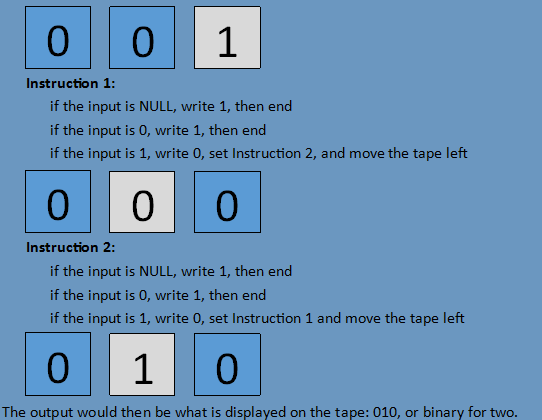 0 0 1
Instruction 1:
if the input is NULL, write 1, then end
if the input is 0, write 1, then end
if the input is 1, write 0, set Instruction 2, and move the tape left
0 0 0
Instruction 2:
if the input is NULL, write 1, then end
if the input is 0, write 1, then end
if the input is 1, write 0, set Instruction 1 and move the tape left
0 1 0
The output would then be what is displayed on the tape: 010, or binary for two.